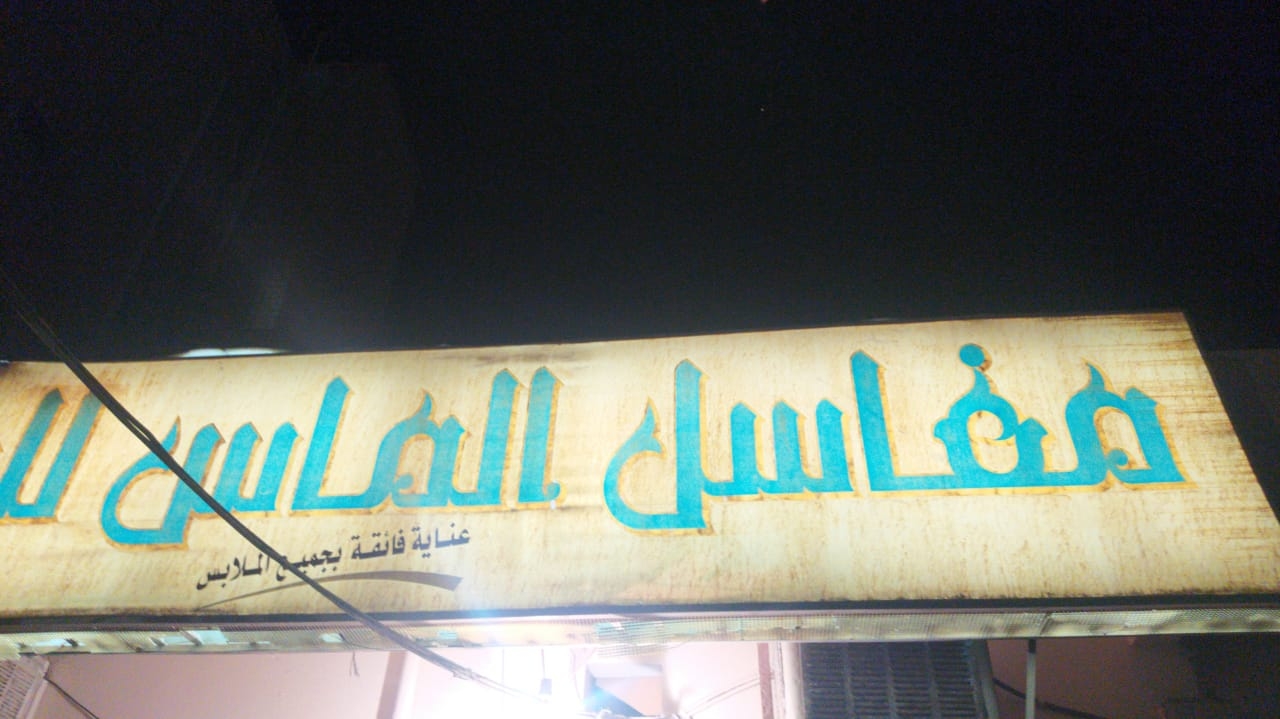 مغاسل الماس
عناية فائقة بجميع الملابس